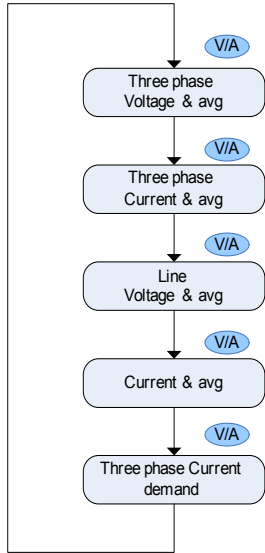 V/A
Three phase
Voltage & avg
V/A
Three phase
Current & avg
V/A
Line
Voltage & avg
V/A
Current & avg
V/A
Three phase Current
demand